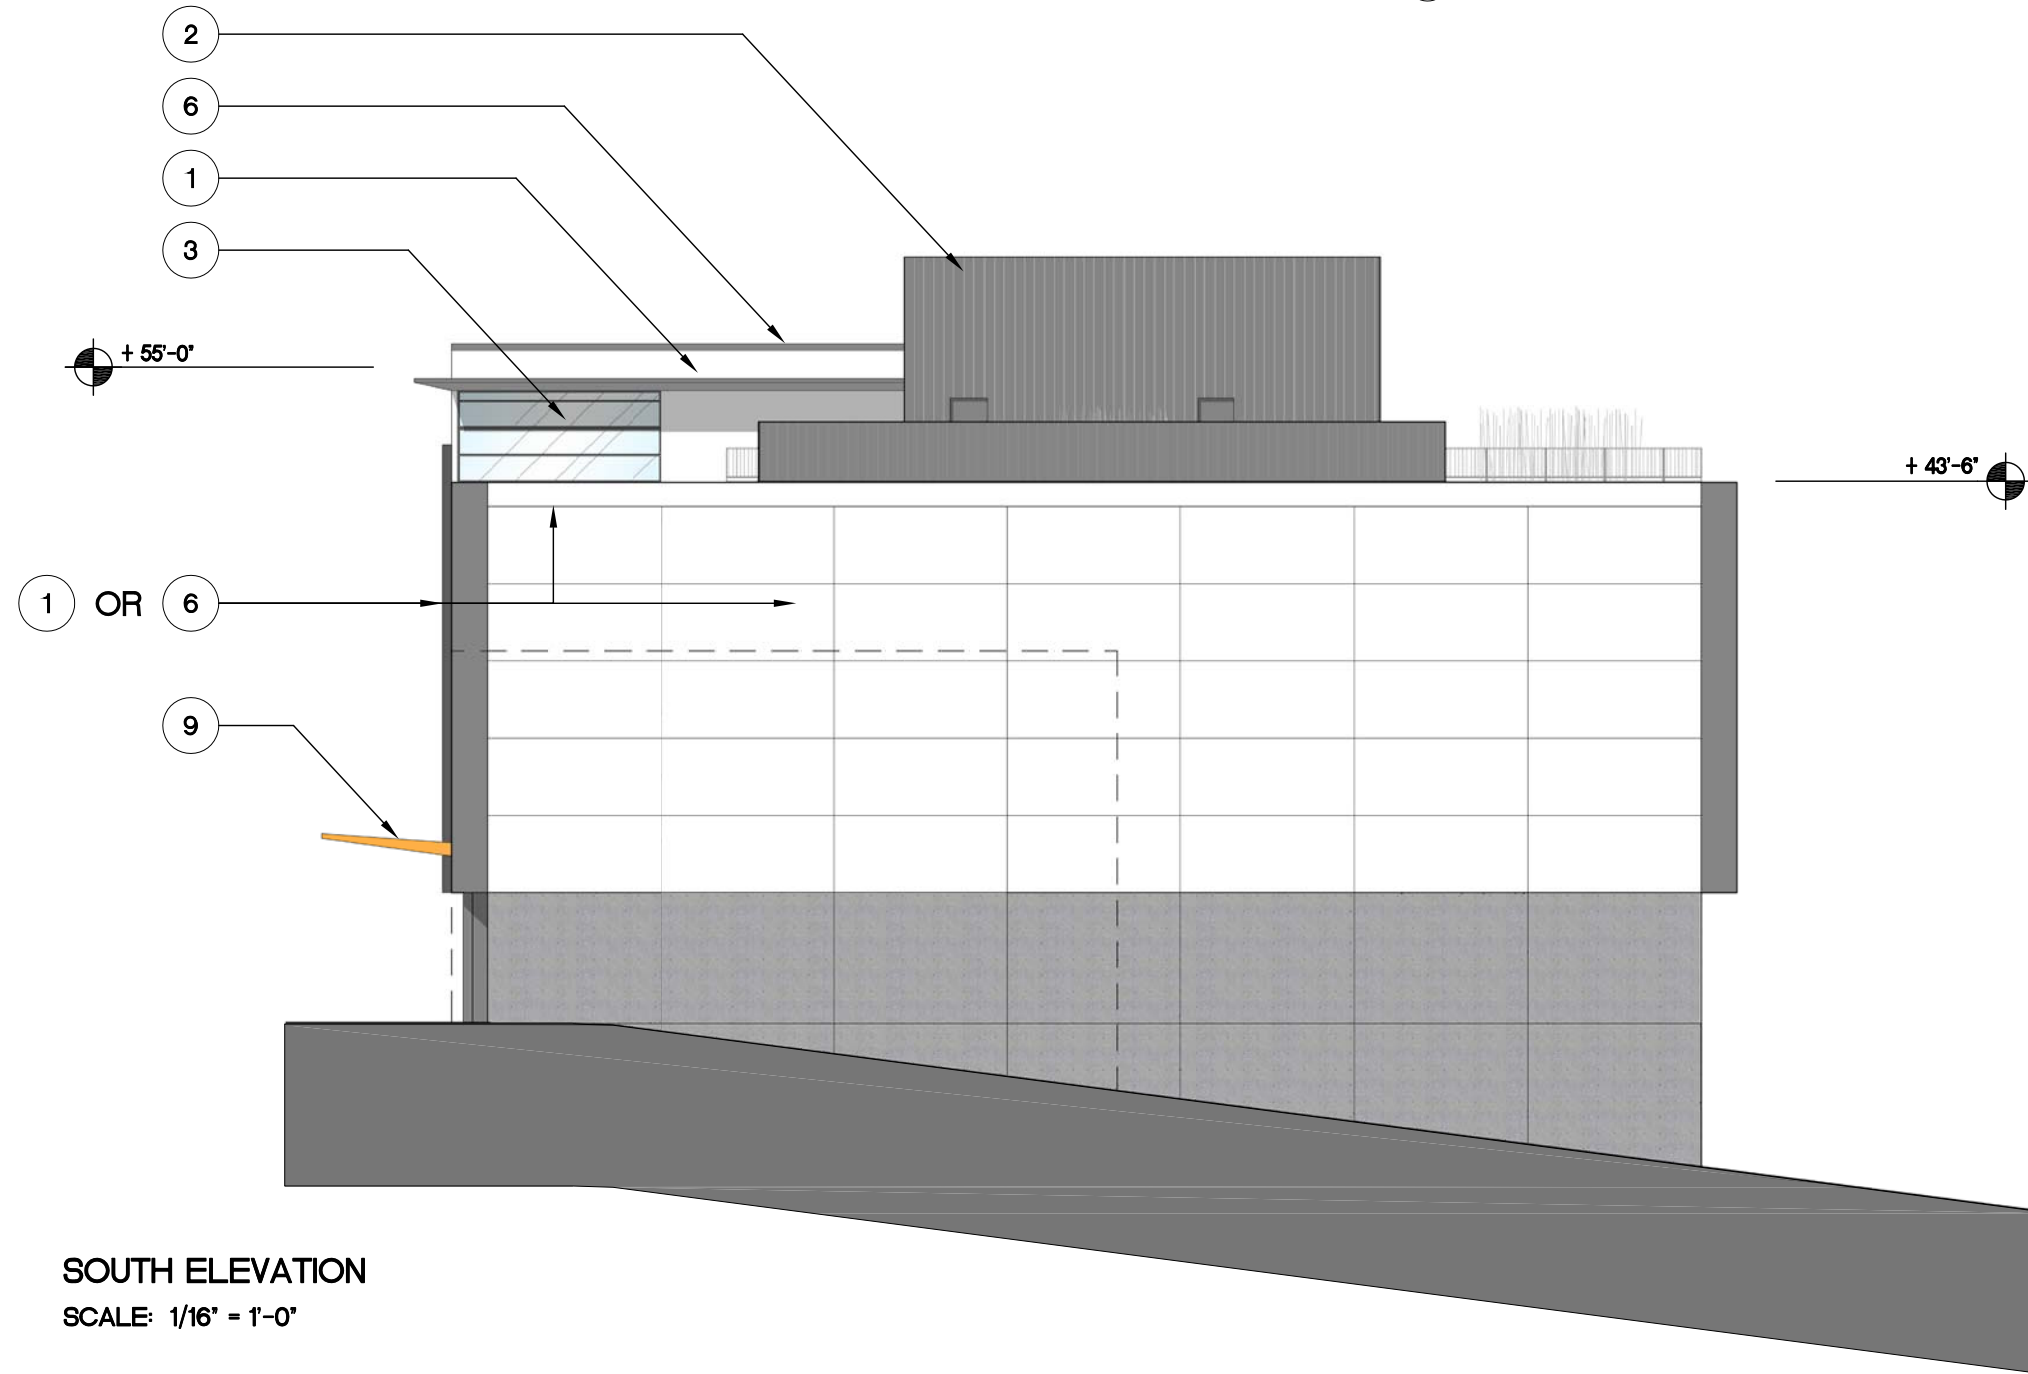 2
6
1
3
+ 55'-0"
+ 43'-6"
1 OR 6
9
SOUTH ELEVATION
SCALE: 1/16" = 1'-0"